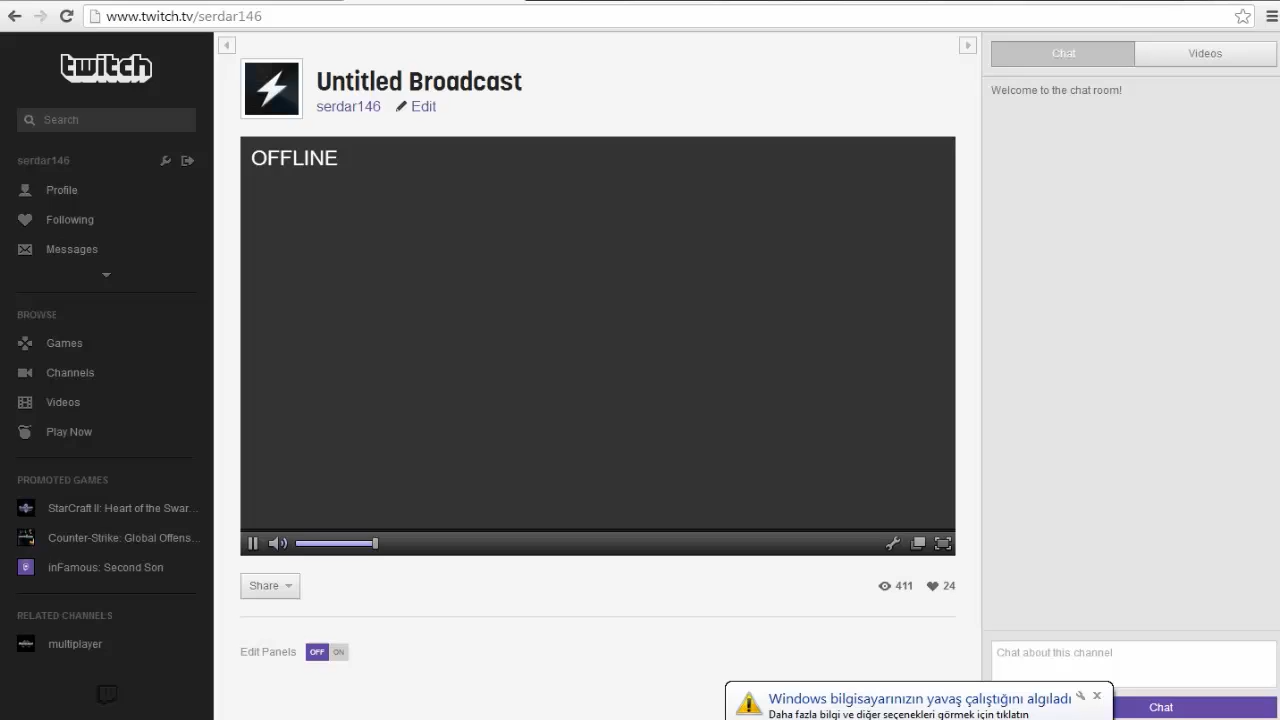 www.twitch.tv/serdar146
twitch
Search
serdar146
Profile
Following
Messages
BROWSE
Games
Channels
Videos
Play Now
PROMOTED GAMES
StarCraft II: Heart of the Swar...
Counter-Strike: Global Offens...
inFamous: Second Son
RELATED CHANNELS
multiplayer
Untitled Broadcast
serdar146 Edit
OFFLINE
Share
411 24
Edit Panels OFF ON
Chat Videos
Welcome to the chat room!
Chat about this channel
Chat
Windows bilgisayarınızın yavaş çalıştığını algıladı
Daha fazla bilgi ve diğer seçenekleri görmek için tıklatın